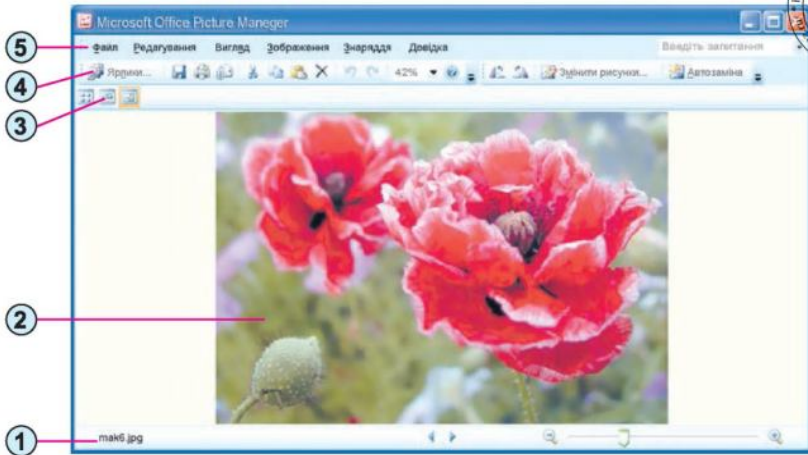 Microsoft Office Picture Manager
5
Файл Редагування Вигляд Зображення Знаряддя Довідка Введіть запитання
4
Ярлики... 42% Змінити рисунки... Автозаміна
3
2
1
mak6.jpg